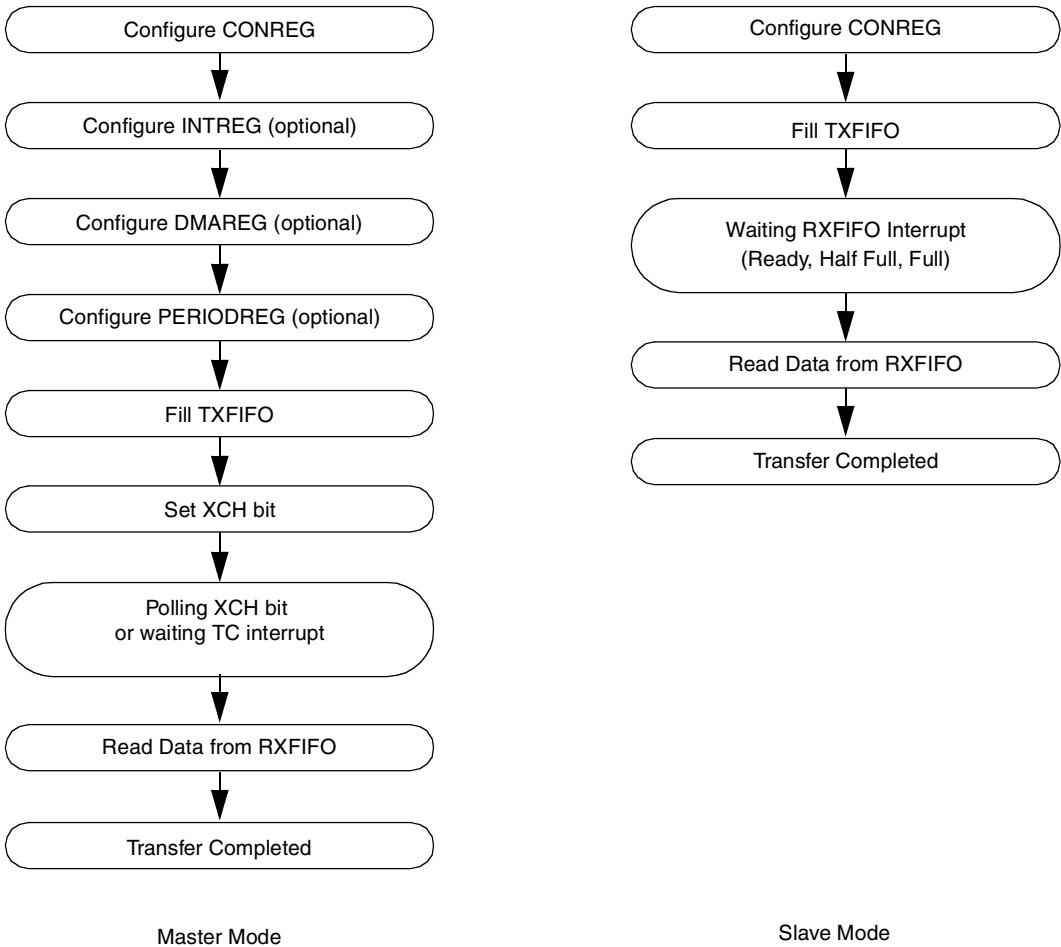 Configure CONREG
Configure INTREG (optional)
Configure DMAREG (optional)
Configure PERIODREG (optional)
Fill TXFIFO
Set XCH bit
Polling XCH bit
or waiting TC interrupt
Read Data from RXFIFO
Transfer Completed
Master Mode
Configure CONREG
Fill TXFIFO
Waiting RXFIFO Interrupt
(Ready, Half Full, Full)
Read Data from RXFIFO
Transfer Completed
Slave Mode